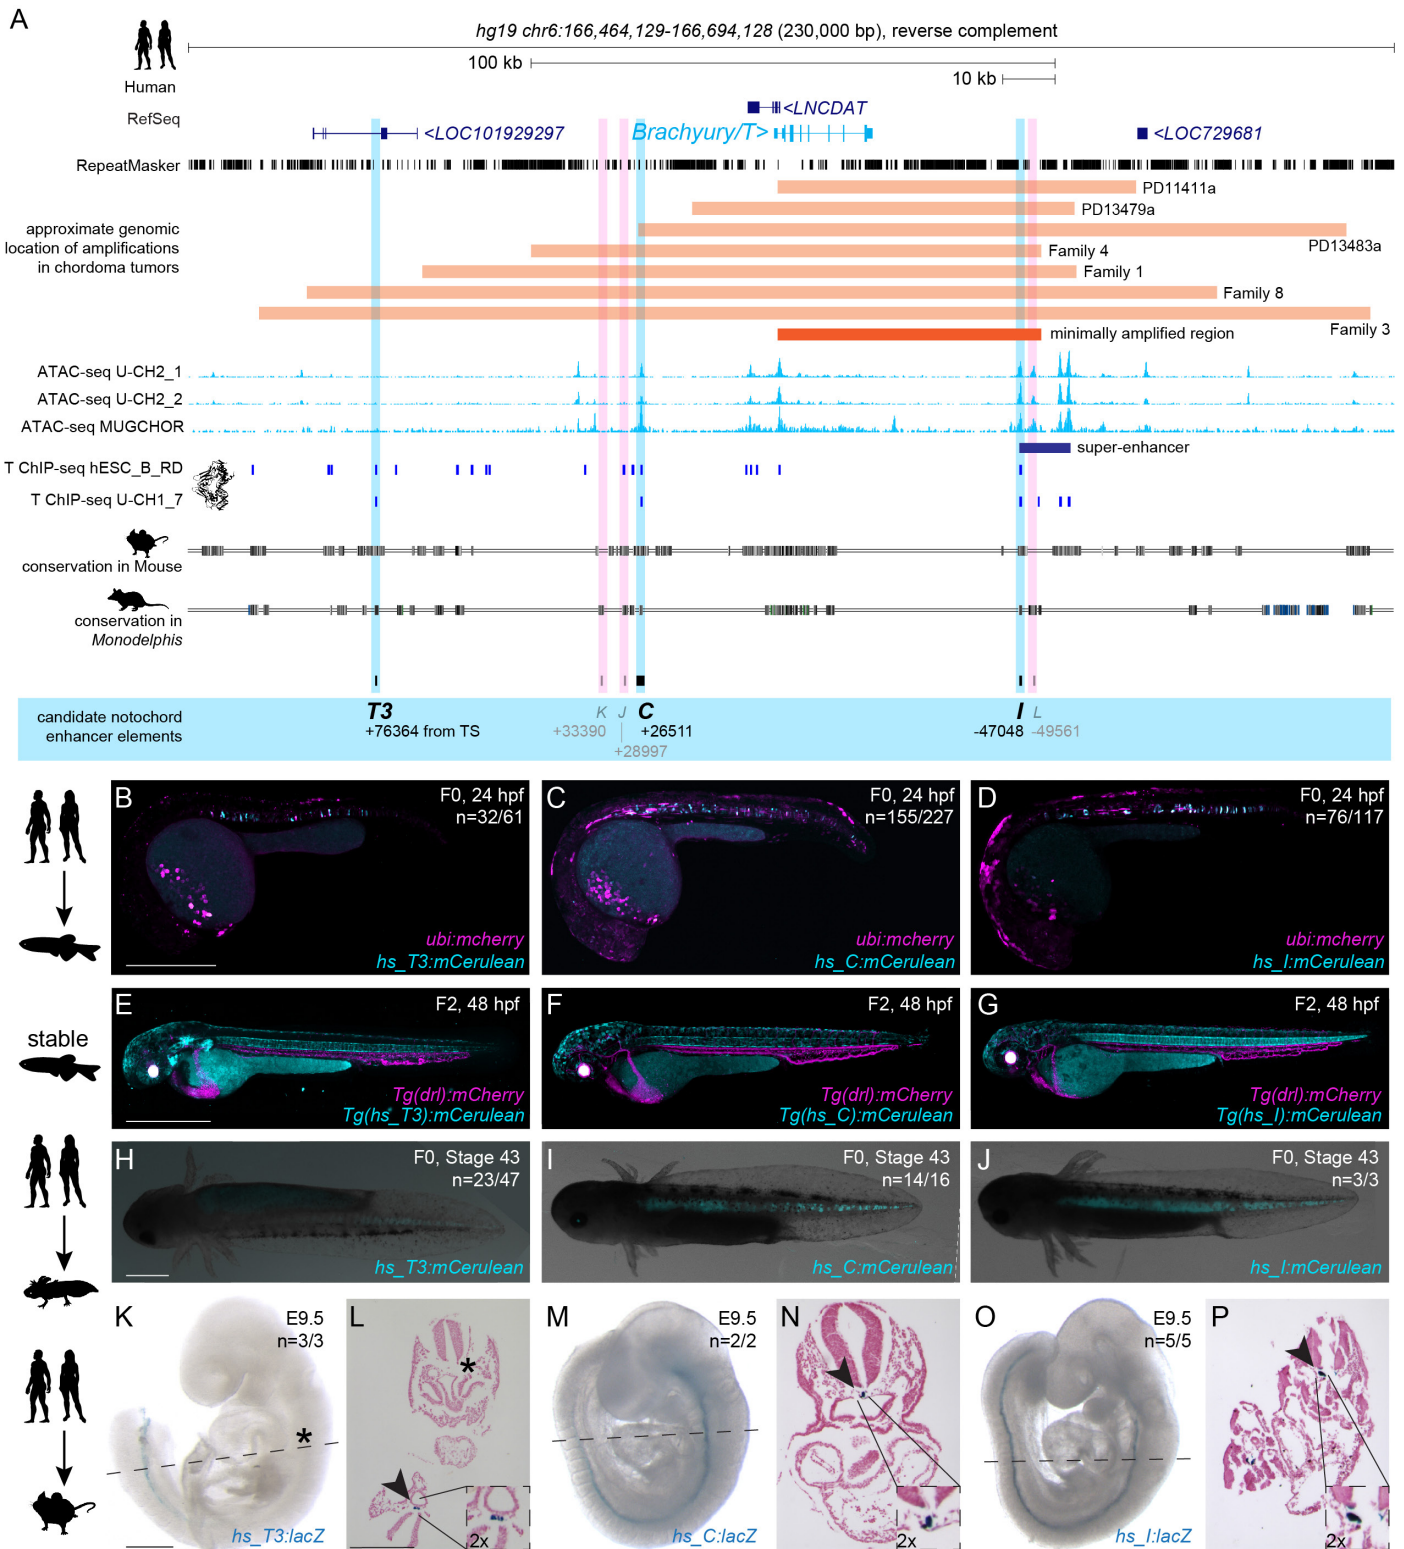 A
hg19 chr6:166,464,129-166,694,128 (230,000 bp), reverse complement
100 kb
10 kb
Human
RefSeq
<LNCDAT
<LOC101929297
Brachyury/T>
<LOC729681
RepeatMasker
PD11411a
PD13479a
approximate genomic
location of amplifications
in chordoma tumors
PD13483a
Family 4
Family 1
Family 8
Family 3
minimally amplified region
ATAC-seq U-CH2_1
ATAC-seq U-CH2_2
ATAC-seq MUGCHOR
super-enhancer
T ChIP-seq hESC_B_RD
T ChIP-seq U-CH1_7
conservation in Mouse
conservation in
Monodelphis
candidate notochord
enhancer elements
T3 K J C I L
+76364 from TS +33390 +26511 -47048 -49561
+28997
B F0, 24 hpf
n=32/61
ubi:mcherry
hs_T3:mCerulean
C F0, 24 hpf
n=155/227
ubi:mcherry
hs_C:mCerulean
D F0, 24 hpf
n=76/117
ubi:mcherry
hs_I:mCerulean
stable
E F2, 48 hpf
Tg(drl):mCherry
Tg(hs_T3):mCerulean
F F2, 48 hpf
Tg(drl):mCherry
Tg(hs_C):mCerulean
G F2, 48 hpf
Tg(drl):mCherry
Tg(hs_I):mCerulean
H F0, Stage 43
n=23/47
hs_T3:mCerulean
I F0, Stage 43
n=14/16
hs_C:mCerulean
J F0, Stage 43
n=3/3
hs_I:mCerulean
K E9.5
n=3/3
*
hs_T3:lacZ
L
*
2x
M E9.5
n=2/2
hs_C:lacZ
N
2x
O E9.5
n=5/5
hs_I:lacZ
P
2x